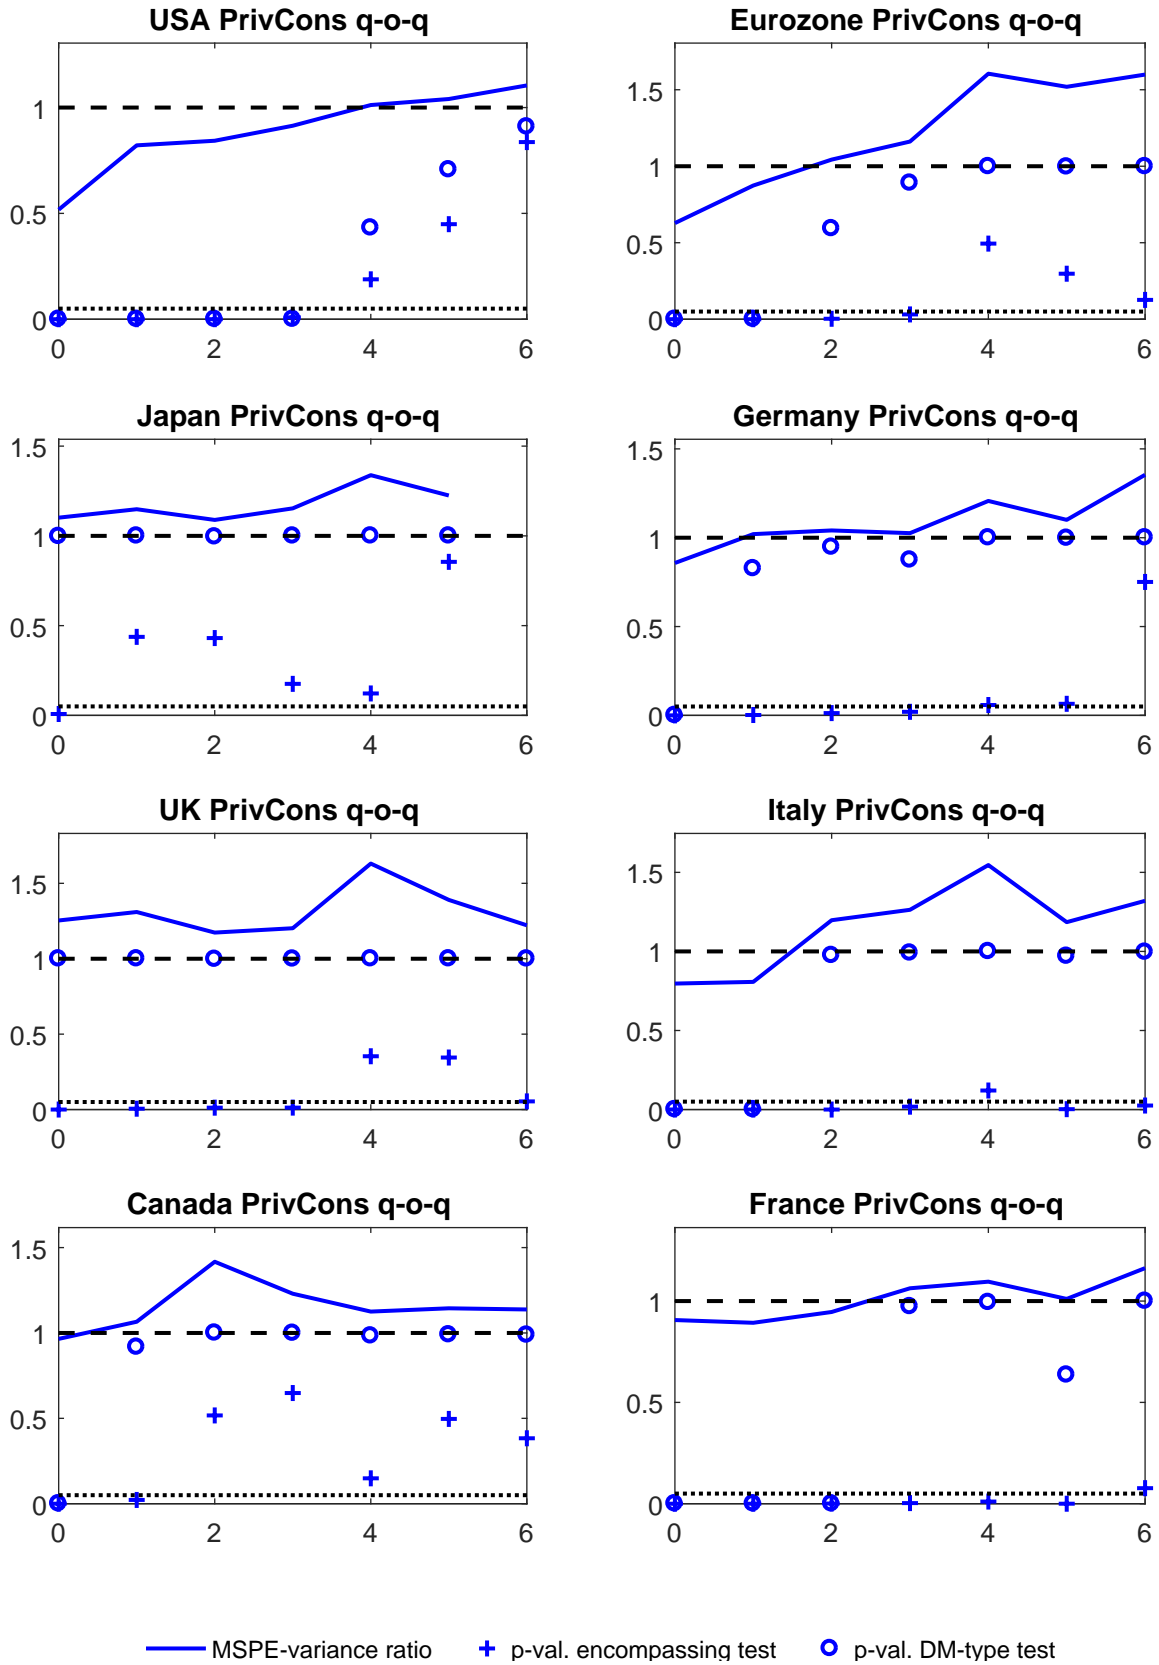 USA PrivCons q-o-q
1
0.5
0
0 2 4 6
Eurozone PrivCons q-o-q
1.5
1
0.5
0
0 2 4 6
Japan PrivCons q-o-q
1.5
1
0.5
0
0 2 4 6
Germany PrivCons q-o-q
1.5
1
0.5
0
0 2 4 6
UK PrivCons q-o-q
1.5
1
0.5
0
0 2 4 6
Italy PrivCons q-o-q
1.5
1
0.5
0
0 2 4 6
Canada PrivCons q-o-q
1.5
1
0.5
0
0 2 4 6
France PrivCons q-o-q
1
0.5
0
0 2 4 6
MSPE-variance ratio p-val. encompassing test p-val. DM-type test